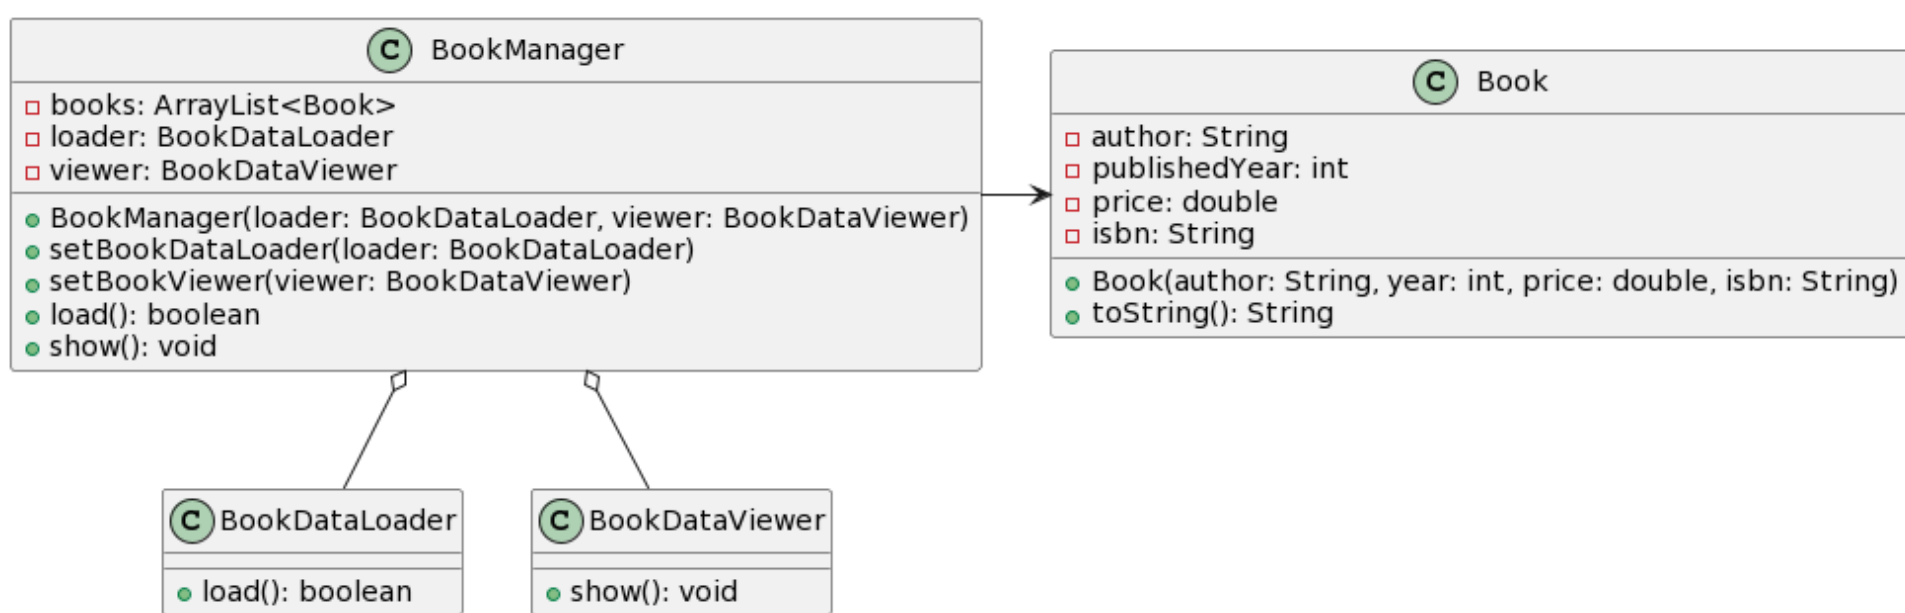 C BookManager
books: ArrayList<Book>
loader: BookDataLoader
viewer: BookDataViewer
BookManager(loader: BookDataLoader, viewer: BookDataViewer)
setBookDataLoader(loader: BookDataLoader)
setBookViewer(viewer: BookDataViewer)
load(): boolean
show(): void
C Book
author: String
publishedYear: int
price: double
isbn: String
Book(author: String, year: int, price: double, isbn: String)
toString(): String
C BookDataLoader
load(): boolean
C BookDataViewer
show(): void